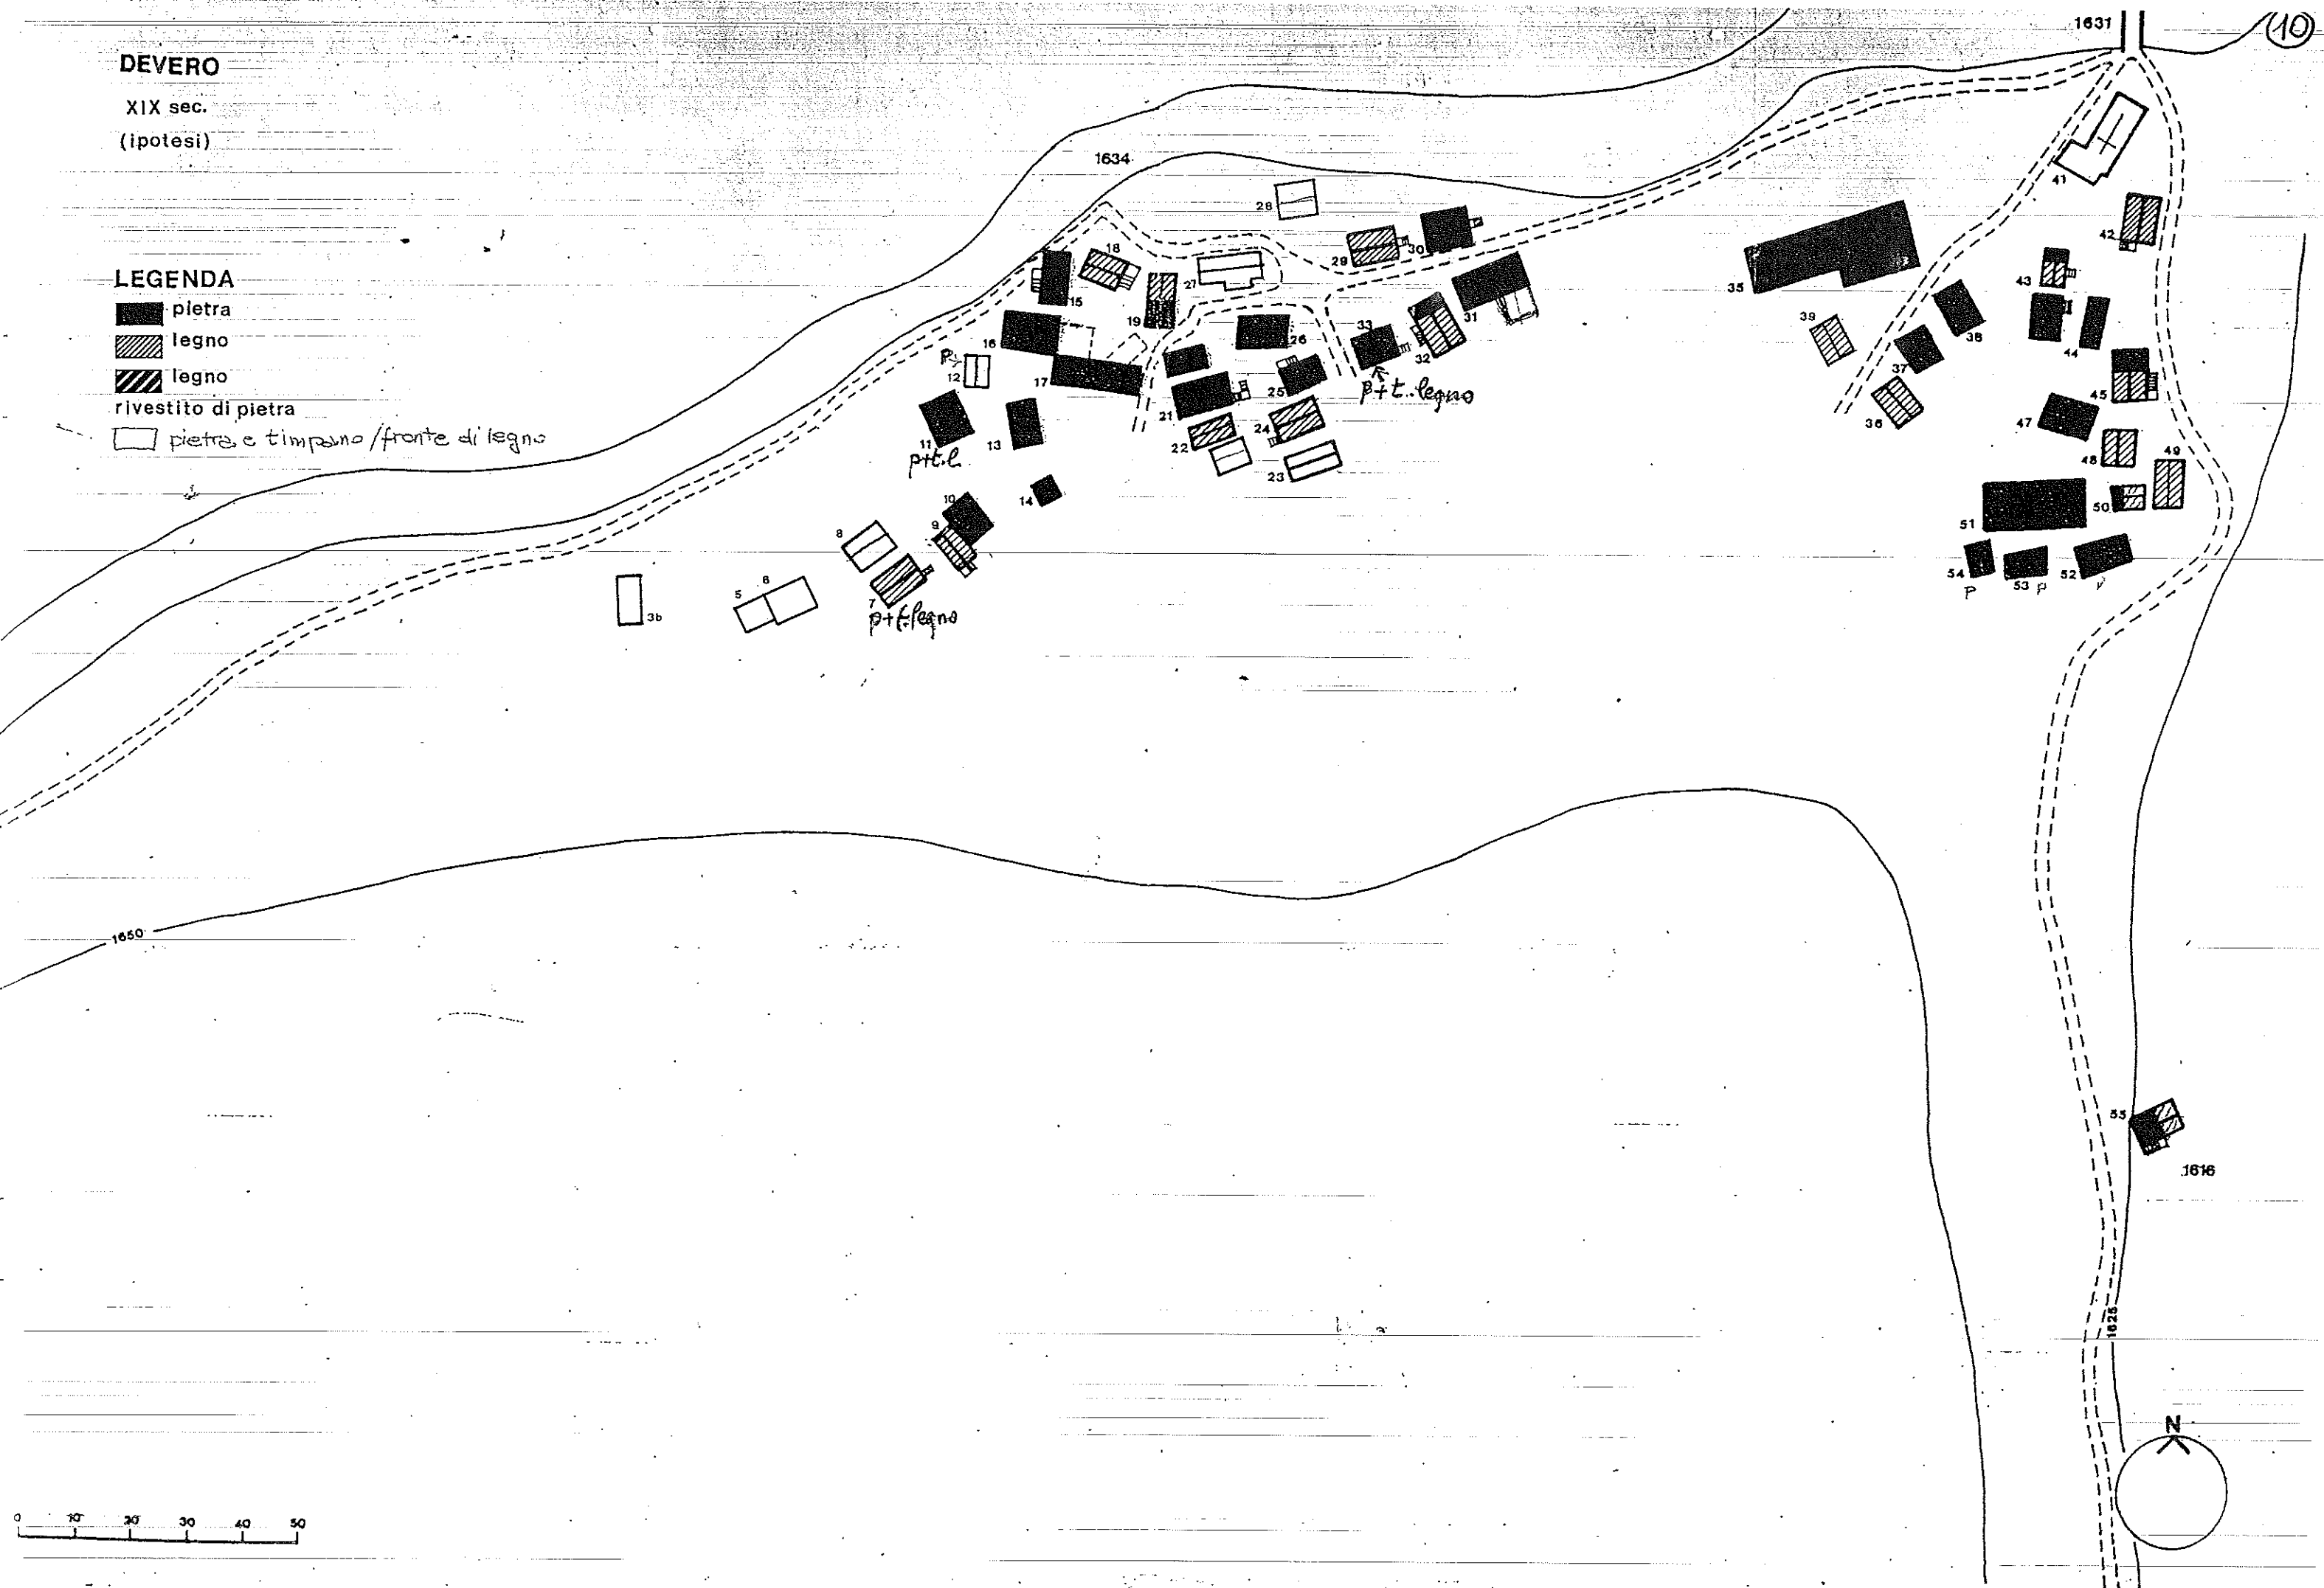 DEVERO
XIX sec.
(ipotesi)
LEGENDA
pietra
legno
legno
rivestito di pietra
pietra e timpano/fronte di legno
10
1631
1634
41
28
42
18
29
30
27
43
35
15
19
31
39
16
33
38
26
44
32
P
12
17
37
25
45
21
p+t.legno
36
47
24
11
13
22
48
49
p+t.l.
23
14
10
50
9
51
8
54
53
52
P
p
p
6
5
7
3b
p+t.legno
1650
55
1616
1625
N
0 10 20 30 40 50